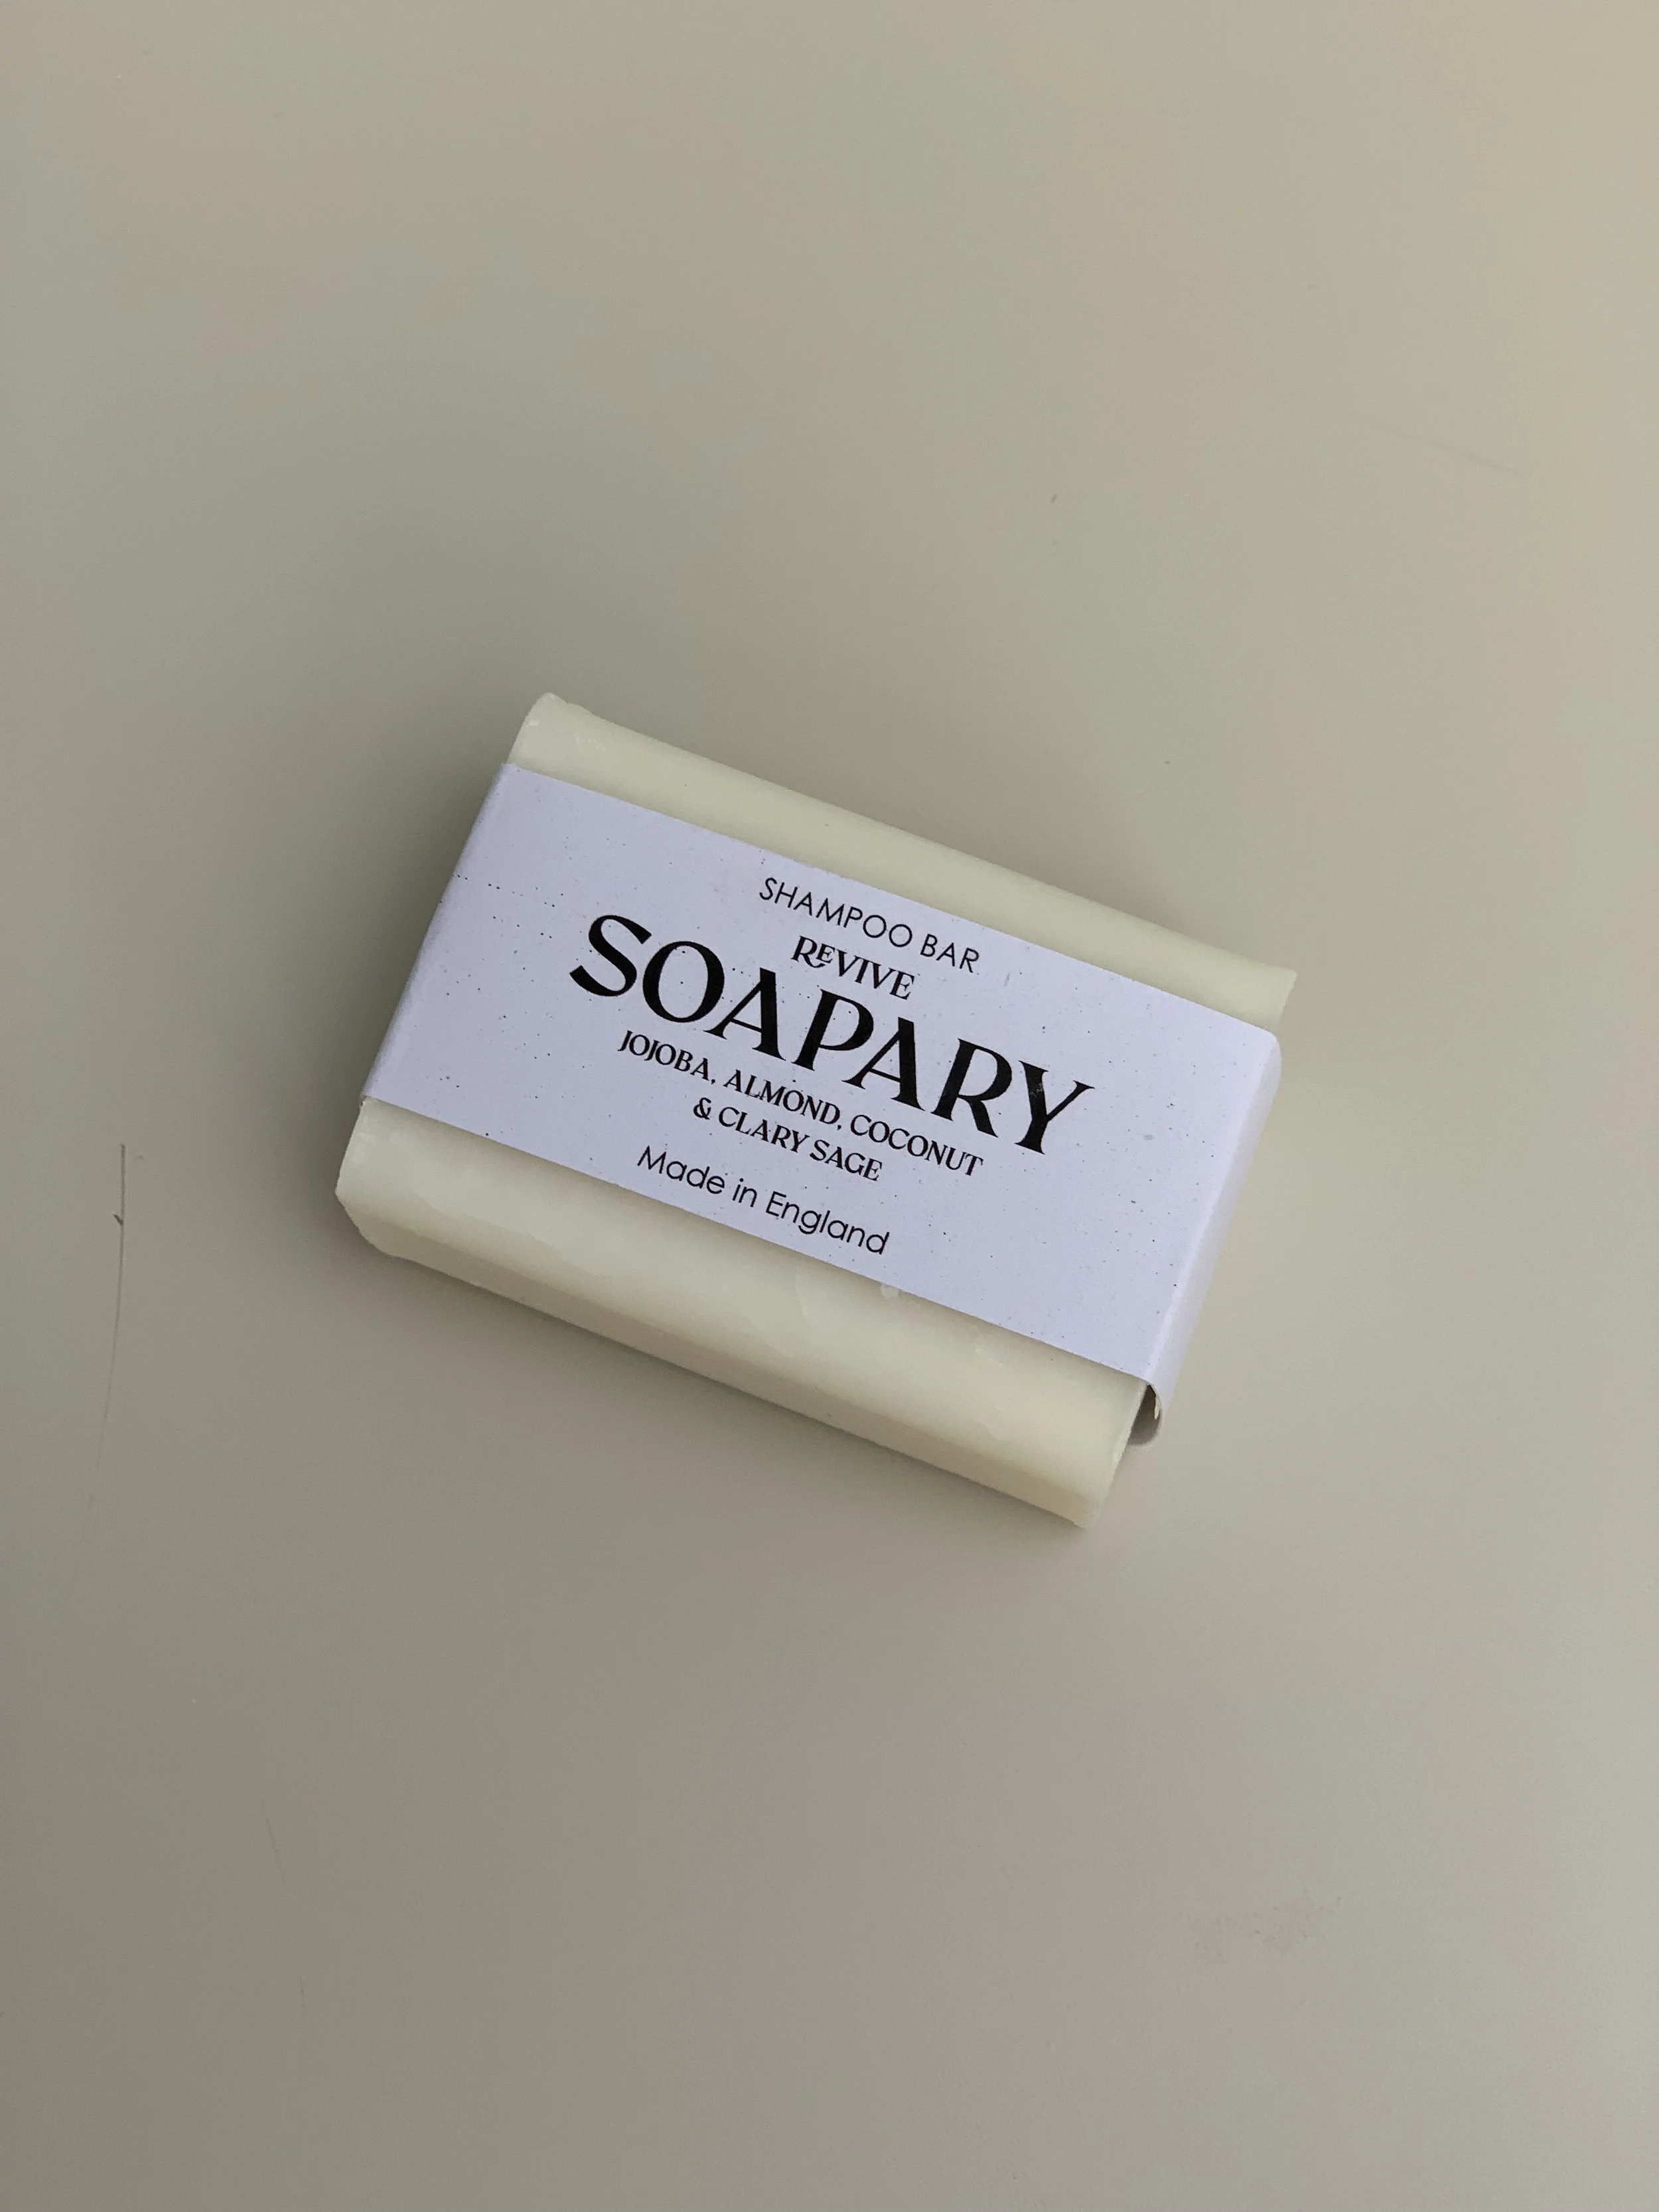 SHAMPOO BAR
REVIVE
SOAPARY
JOJOBA, ALMOND, COCONUT
& CLARY SAGE
Made in England